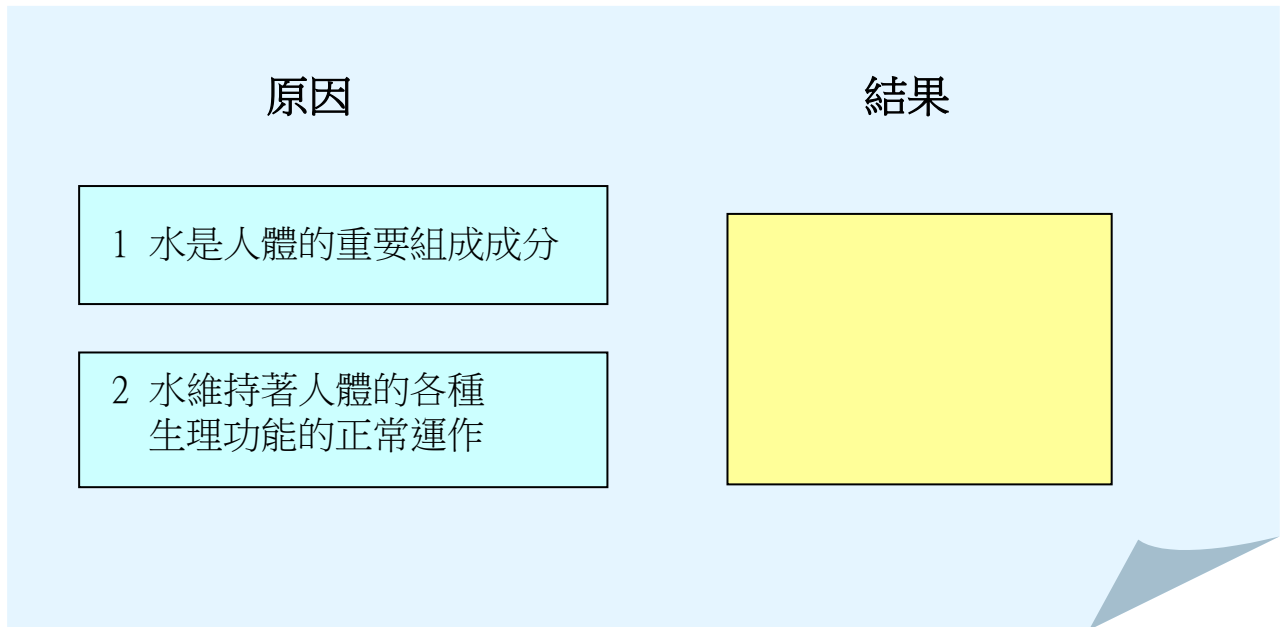 原因
結果
1 水是人體的重要組成成分
2 水維持著人體的各種
生理功能的正常運作